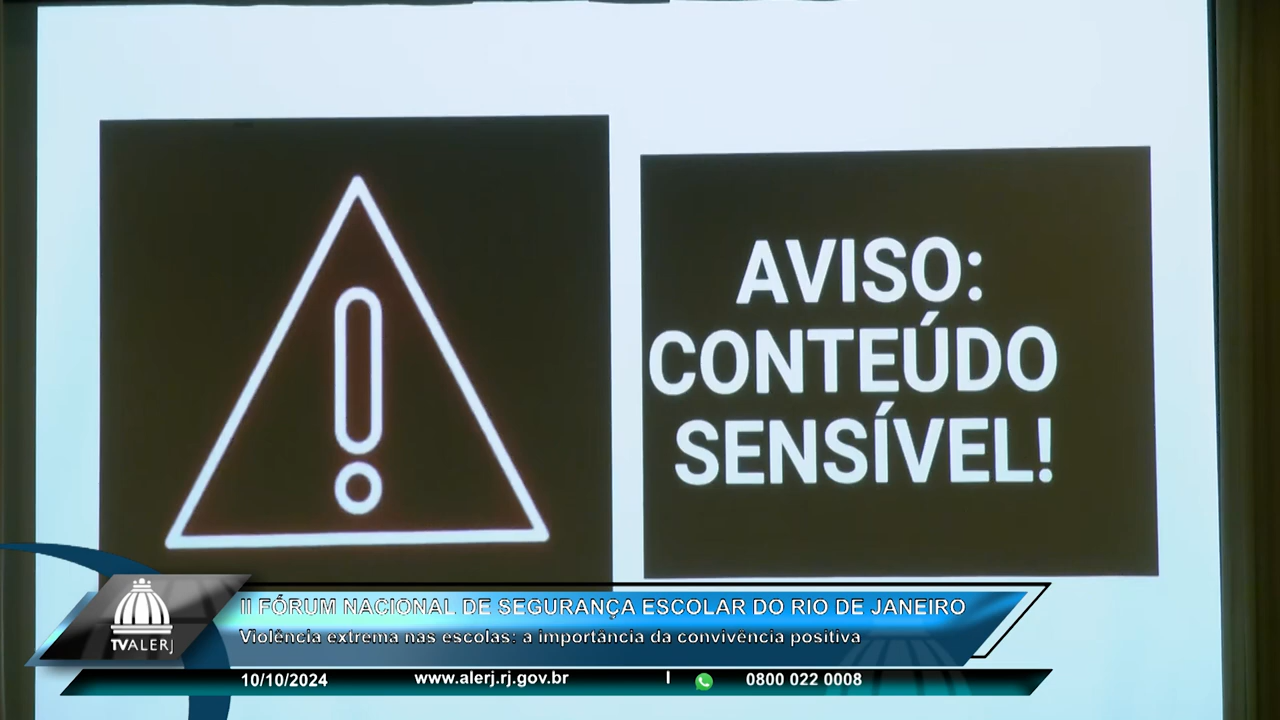 AVISO:
CONTEÚDO
SENSÍVEL!
II FÓRUM NACIONAL DE SEGURANÇA ESCOLAR DO RIO DE JANEIRO
Violência extrema nas escolas: a importância da convivência positiva
TVALERJ
10/10/2024 www.alerj.rj.gov.br | 0800 022 0008